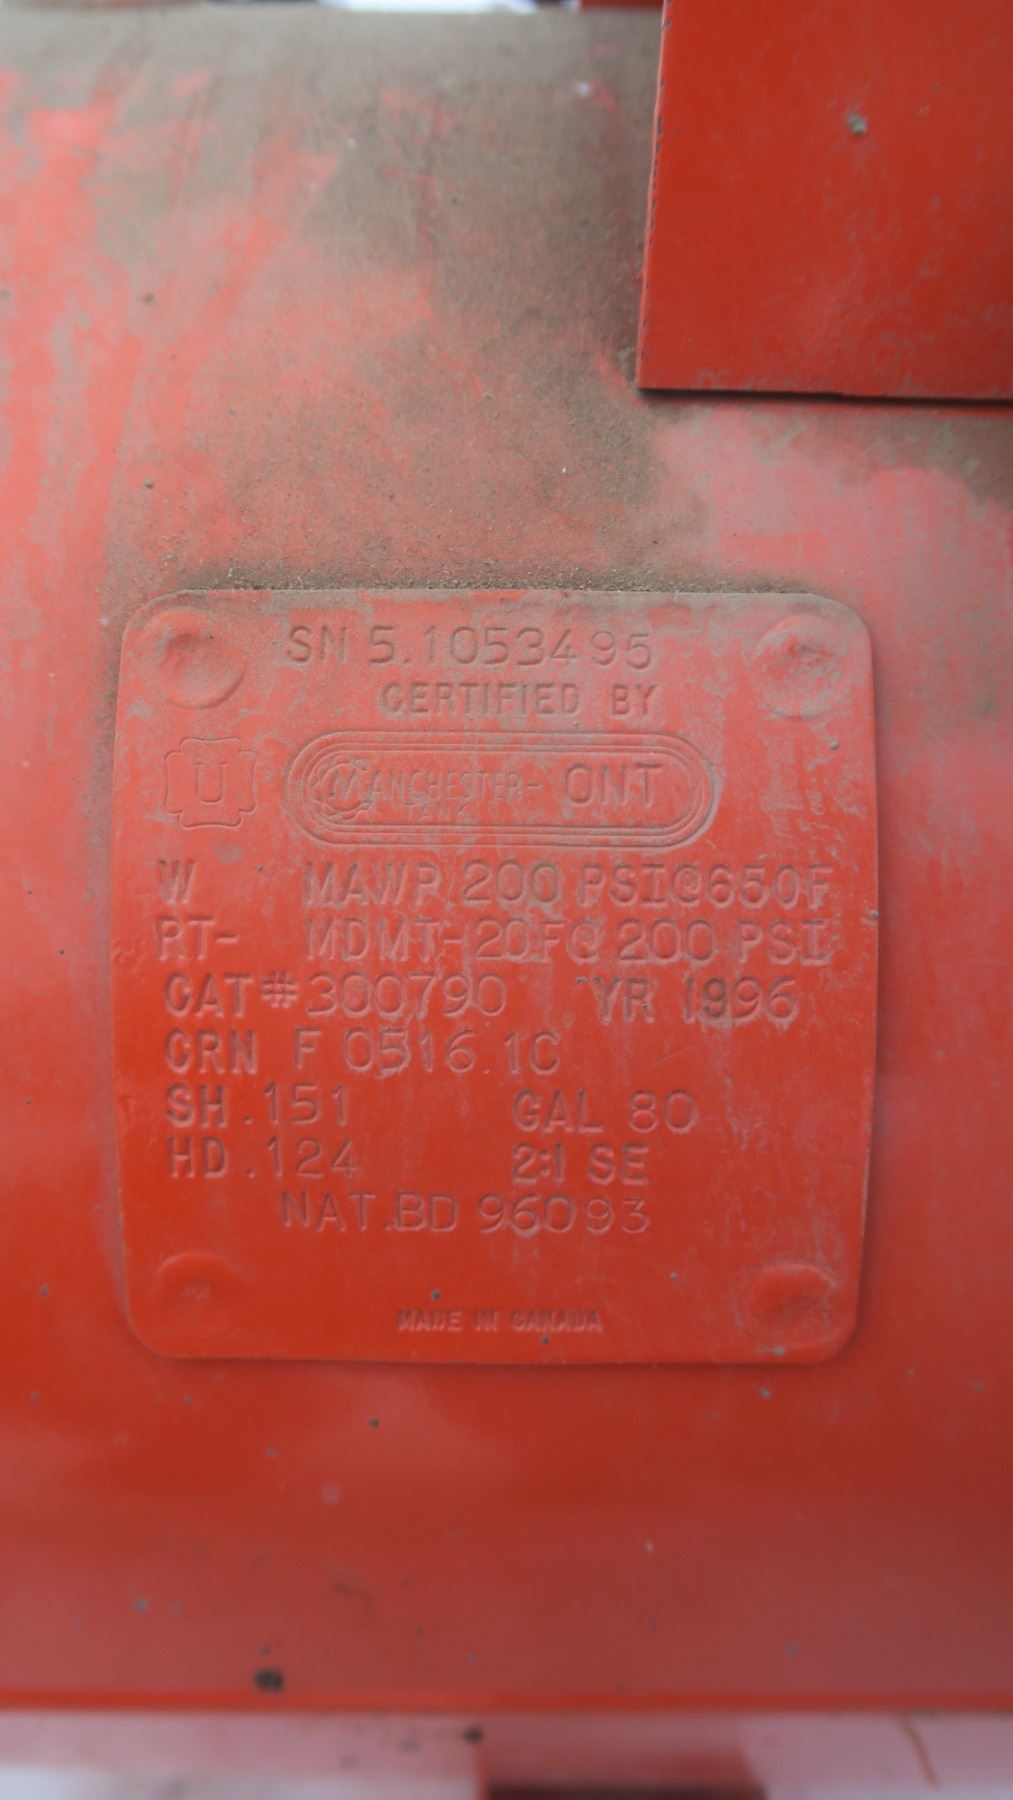 SN 5.1053495
CERTIFIED BY
U
MANCHESTER- ONT
TANK
W MAWP 200 PSI@650F
RT- MDMT-20F@ 200 PSI
CAT#300790 YR 1996
CRN F 0516.1C
SH .151 GAL 80
HD .124 2:1 SE
NAT.BD 96093
MADE IN CANADA